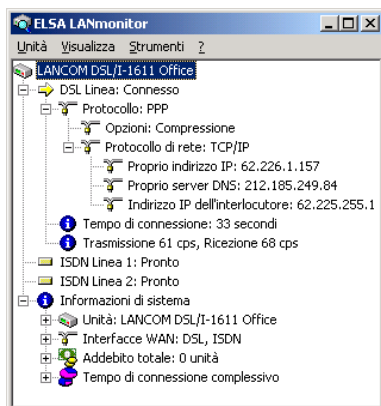 ELSA LANmonitor
Unità Visualizza Strumenti ?
LANCOM DSL/I-1611 Office
DSL Linea: Connesso
Protocollo: PPP
Opzioni: Compressione
Protocollo di rete: TCP/IP
Proprio indirizzo IP: 62.226.1.157
Proprio server DNS: 212.185.249.84
Indirizzo IP dell'interlocutore: 62.225.255.1
Tempo di connessione: 33 secondi
Trasmissione 61 cps, Ricezione 68 cps
ISDN Linea 1: Pronto
ISDN Linea 2: Pronto
Informazioni di sistema
Unità: LANCOM DSL/I-1611 Office
Interfacce WAN: DSL, ISDN
Addebito totale: 0 unità
Tempo di connessione complessivo